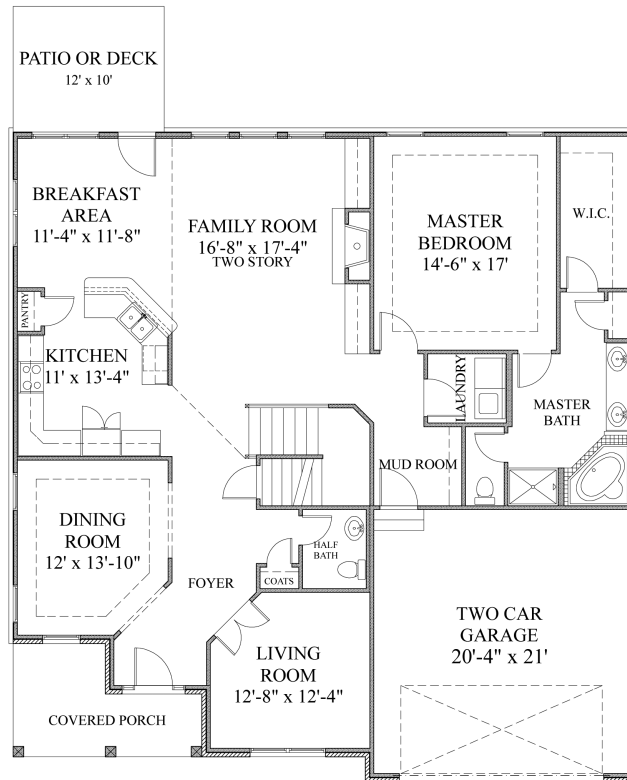 PATIO OR DECK
12' x 10'
BREAKFAST
AREA
11'-4" x 11'-8"
FAMILY ROOM
16'-8" x 17'-4"
TWO STORY
MASTER
BEDROOM
14'-6" x 17'
W.I.C.
PANTRY
KITCHEN
11' x 13'-4"
LAUNDRY
MASTER
BATH
MUD ROOM
DINING
ROOM
12' x 13'-10"
FOYER
COATS
HALF
BATH
LIVING
ROOM
12'-8" x 12'-4"
TWO CAR
GARAGE
20'-4" x 21'
COVERED PORCH